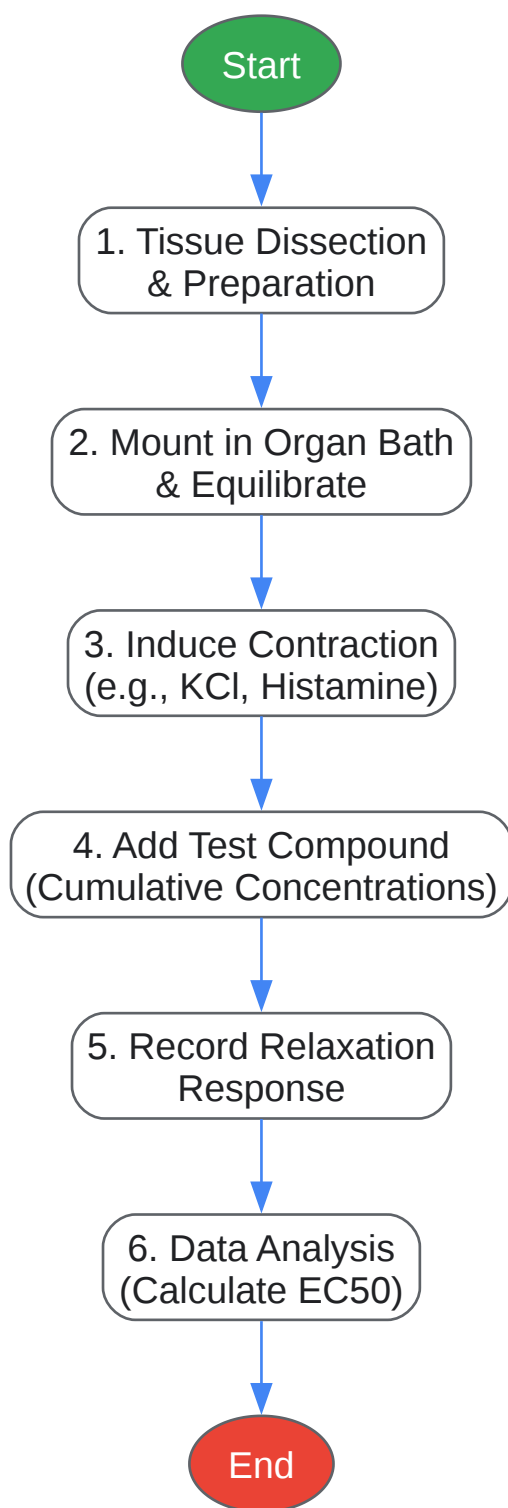 Start
1. Tissue Dissection
& Preparation
2. Mount in Organ Bath
& Equilibrate
3. Induce Contraction
(e.g., KCl, Histamine)
4. Add Test Compound
(Cumulative Concentrations)
5. Record Relaxation
Response
6. Data Analysis
(Calculate EC50)
End